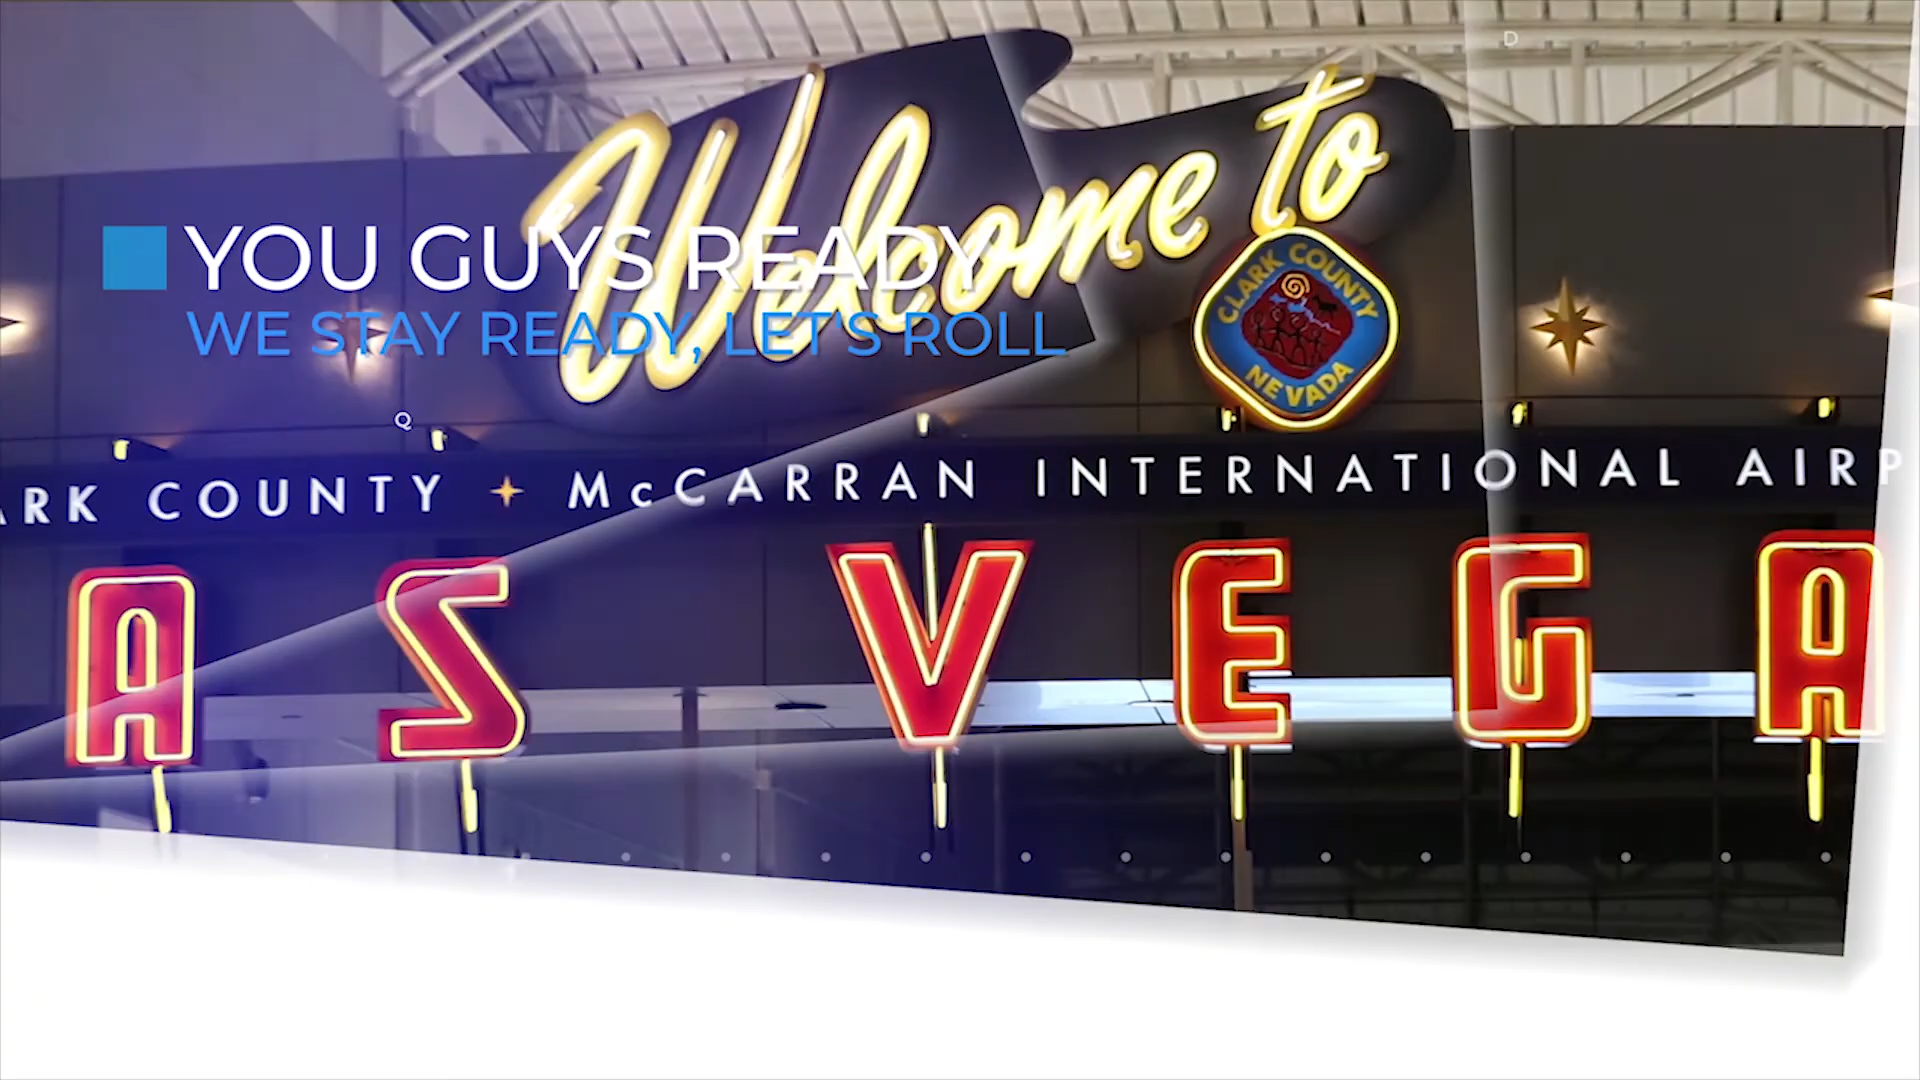 D
Welcome to
YOU GUYS READY
WE STAY READY, LET'S ROLL
CLARK COUNTY
NEVADA
Q
ARK COUNTY McCARRAN INTERNATIONAL AIRP
AS VEGA